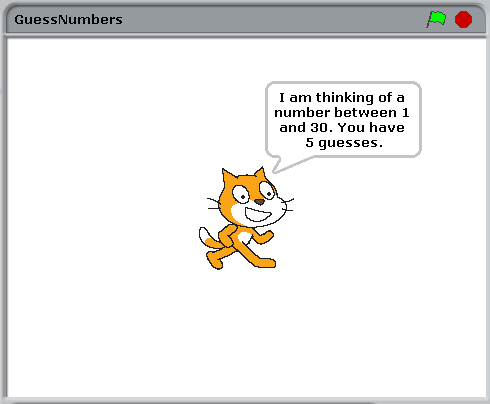 GuessNumbers
I am thinking of a
number between 1
and 30. You have
5 guesses.